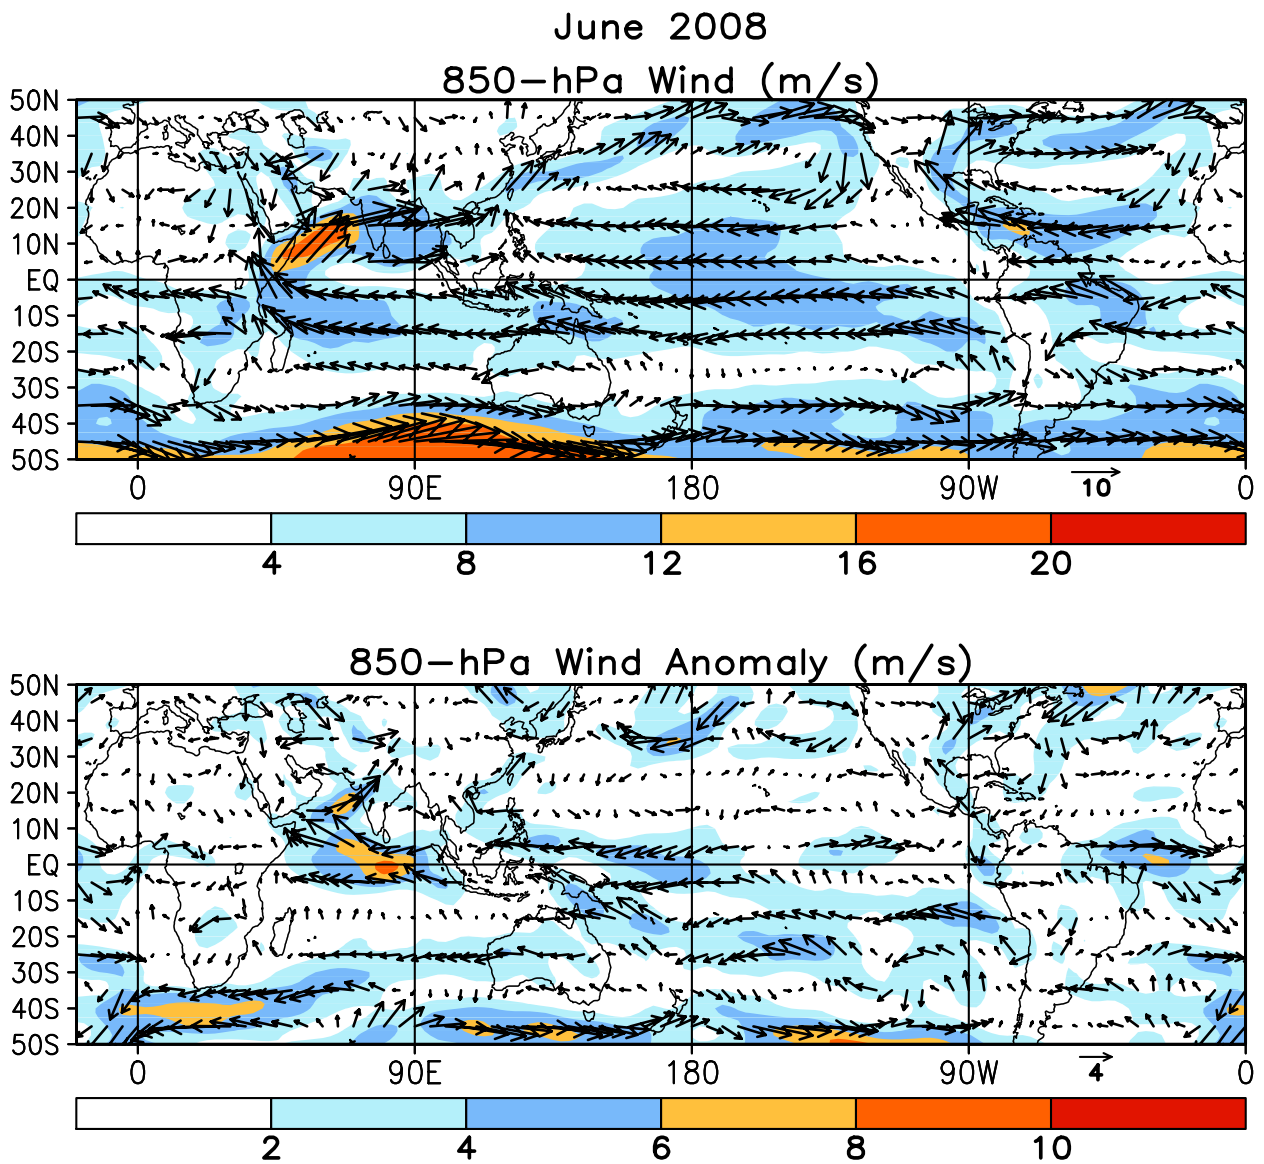 June 2008
850-hPa Wind (m/s)
50N
40N
30N
20N
10N
EQ
10S
20S
30S
40S
50S
0 90E 180 90W 0
10
4 8 12 16 20
850-hPa Wind Anomaly (m/s)
50N
40N
30N
20N
10N
EQ
10S
20S
30S
40S
50S
0 90E 180 90W 0
4
2 4 6 8 10